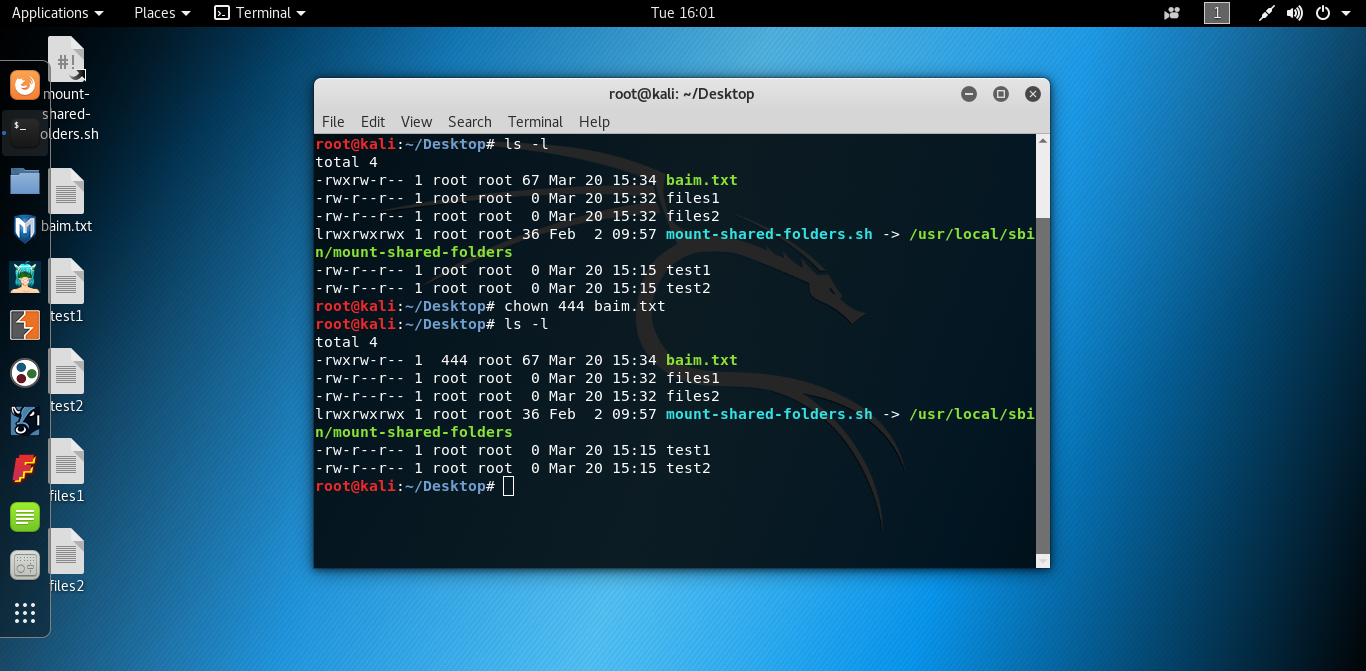 Applications Places Terminal Tue 16:01 1
#!
mount-
shared-
olders.sh
baim.txt
test1
test2
files1
files2
root@kali: ~/Desktop
File Edit View Search Terminal Help
root@kali:~/Desktop# ls -l
total 4
-rwxrw-r-- 1 root root 67 Mar 20 15:34 baim.txt
-rw-r--r-- 1 root root  0 Mar 20 15:32 files1
-rw-r--r-- 1 root root  0 Mar 20 15:32 files2
lrwxrwxrwx 1 root root 36 Feb  2 09:57 mount-shared-folders.sh -> /usr/local/sbi
n/mount-shared-folders
-rw-r--r-- 1 root root  0 Mar 20 15:15 test1
-rw-r--r-- 1 root root  0 Mar 20 15:15 test2
root@kali:~/Desktop# chown 444 baim.txt
root@kali:~/Desktop# ls -l
total 4
-rwxrw-r-- 1  444 root 67 Mar 20 15:34 baim.txt
-rw-r--r-- 1 root root  0 Mar 20 15:32 files1
-rw-r--r-- 1 root root  0 Mar 20 15:32 files2
lrwxrwxrwx 1 root root 36 Feb  2 09:57 mount-shared-folders.sh -> /usr/local/sbi
n/mount-shared-folders
-rw-r--r-- 1 root root  0 Mar 20 15:15 test1
-rw-r--r-- 1 root root  0 Mar 20 15:15 test2
root@kali:~/Desktop#